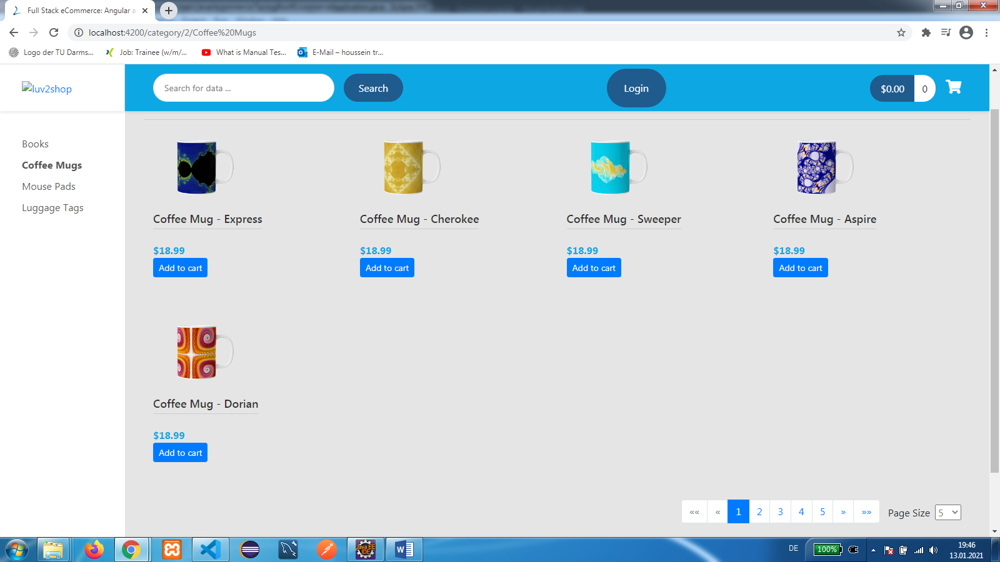 Full Stack eCommerce: Angular a
localhost:4200/category/2/Coffee%20Mugs
Logo der TU Darms... Job: Trainee (w/m/... What is Manual Tes... E-Mail – houssein tr...
luv2shop
Search for data ... Search Login $0.00 0
Books
Coffee Mugs
Mouse Pads
Luggage Tags
Coffee Mug - Express Coffee Mug - Cherokee Coffee Mug - Sweeper Coffee Mug - Aspire
$18.99 $18.99 $18.99 $18.99
Add to cart Add to cart Add to cart Add to cart
Coffee Mug - Dorian
$18.99
Add to cart
«« « 1 2 3 4 5 » »» Page Size 5
Java EE
IDE
DE 100% 19:46
13.01.2021